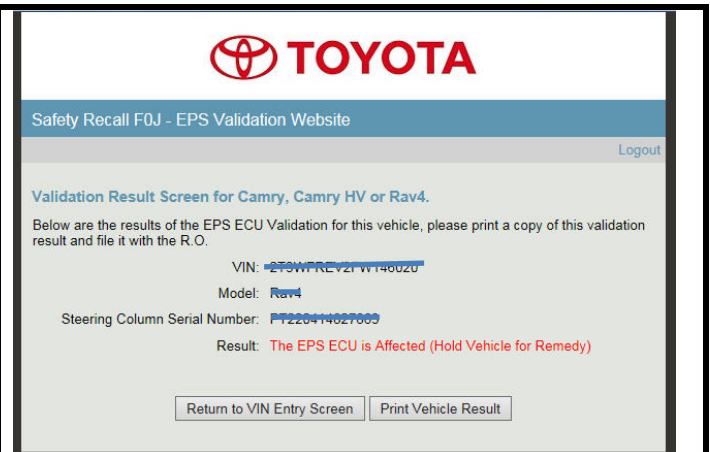 TOYOTA
Safety Recall F0J - EPS Validation Website
Logout
Validation Result Screen for Camry, Camry HV or Rav4.
Below are the results of the EPS ECU Validation for this vehicle, please print a copy of this validation
result and file it with the R.O.
VIN:
Model: Rav4
Steering Column Serial Number:
Result: The EPS ECU is Affected (Hold Vehicle for Remedy)
Return to VIN Entry Screen Print Vehicle Result